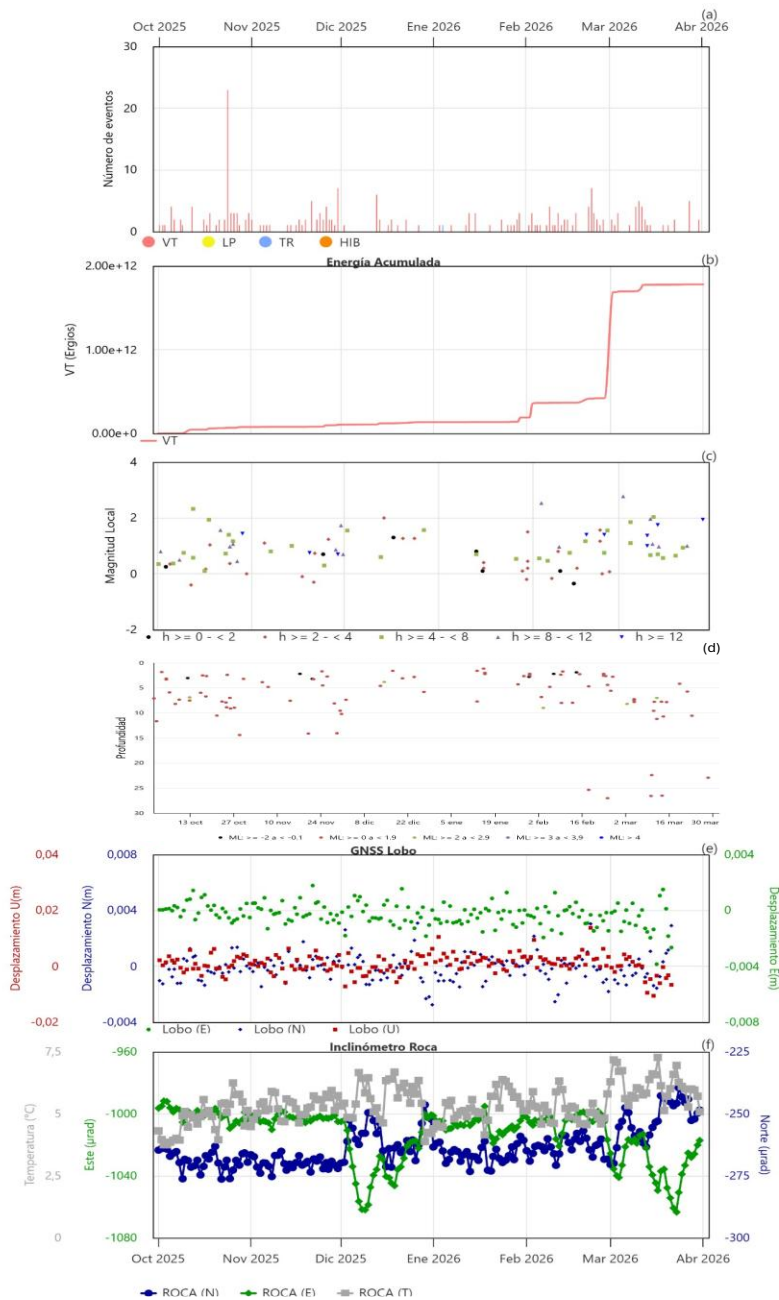 (a)
Oct 2025 Nov 2025 Dic 2025 Ene 2026 Feb 2026 Mar 2026 Abr 2026
30
20
10
0
Número de eventos
VT LP TR HIB
Energía Acumulada
(b)
2.00e+12
1.00e+12
0.00e+0
VT (Ergios)
VT
(c)
4
2
0
-2
Magnitud Local
h >= 0 - < 2 h >= 2 - < 4 h >= 4 - < 8 h >= 8 - < 12 h >= 12
(d)
0
5
10
15
20
25
30
Profundidad
13 oct 27 oct 10 nov 24 nov 8 dic 22 dic 5 ene 19 ene 2 feb 16 feb 2 mar 16 mar 30 mar
ML: >= -2 a < -0.1 ML: >= 0 a < 1.9 ML: >= 2 a < 2.9 ML: >= 3 a < 3,9 ML: > 4
GNSS Lobo
(e)
0,04 0,008 0,004
0,02 0,004 0
0 0 -0,004
-0,02 -0,004 -0,008
Desplazamiento U(m)
Desplazamiento N(m)
Desplazamiento E(m)
Lobo (E) Lobo (N) Lobo (U)
Inclinómetro Roca
(f)
7,5 -960 -225
5 -1000 -250
2,5 -1040 -275
0 -1080 -300
Temperatura (°C)
Este (µrad)
Norte (µrad)
Oct 2025 Nov 2025 Dic 2025 Ene 2026 Feb 2026 Mar 2026 Abr 2026
ROCA (N) ROCA (E) ROCA (T)